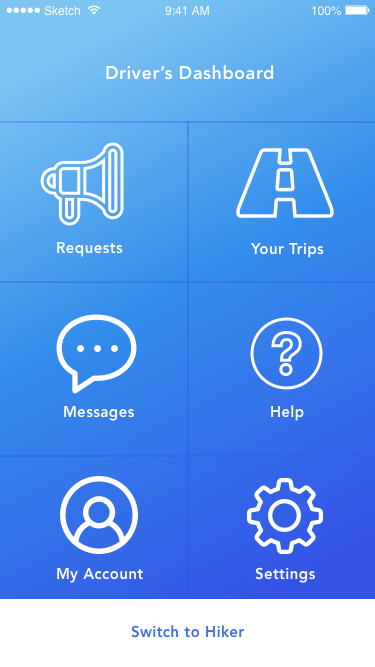 Sketch 9:41 AM 100%
Driver’s Dashboard
Requests Your Trips
Messages Help
My Account Settings
Switch to Hiker